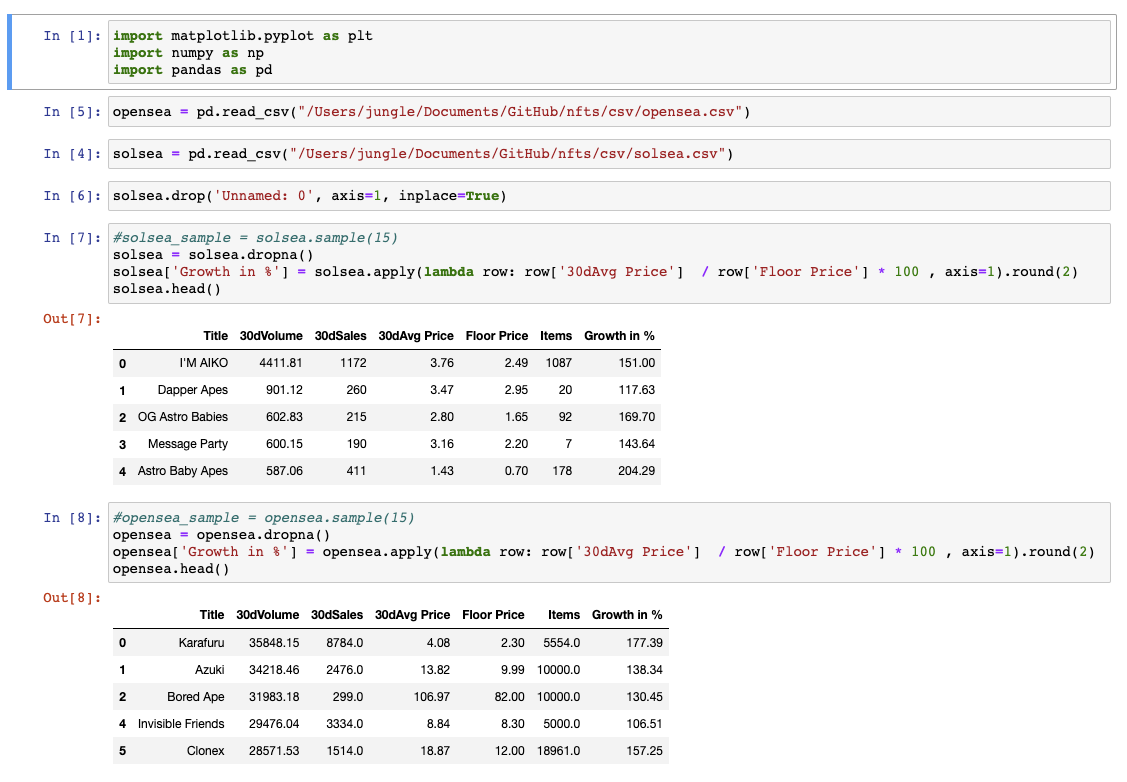 In [1]: import matplotlib.pyplot as plt
import numpy as np
import pandas as pd
In [5]: opensea = pd.read_csv("/Users/jungle/Documents/GitHub/nfts/csv/opensea.csv")
In [4]: solsea = pd.read_csv("/Users/jungle/Documents/GitHub/nfts/csv/solsea.csv")
In [6]: solsea.drop('Unnamed: 0', axis=1, inplace=True)
In [7]: #solsea_sample = solsea.sample(15)
solsea = solsea.dropna()
solsea['Growth in %'] = solsea.apply(lambda row: row['30dAvg Price']  / row['Floor Price'] * 100 , axis=1).round(2)
solsea.head()
Out[7]:
Title 30dVolume 30dSales 30dAvg Price Floor Price Items Growth in %
0 I'M AIKO 4411.81 1172 3.76 2.49 1087 151.00
1 Dapper Apes 901.12 260 3.47 2.95 20 117.63
2 OG Astro Babies 602.83 215 2.80 1.65 92 169.70
3 Message Party 600.15 190 3.16 2.20 7 143.64
4 Astro Baby Apes 587.06 411 1.43 0.70 178 204.29
In [8]: #opensea_sample = opensea.sample(15)
opensea = opensea.dropna()
opensea['Growth in %'] = opensea.apply(lambda row: row['30dAvg Price']  / row['Floor Price'] * 100 , axis=1).round(2)
opensea.head()
Out[8]:
Title 30dVolume 30dSales 30dAvg Price Floor Price Items Growth in %
0 Karafuru 35848.15 8784.0 4.08 2.30 5554.0 177.39
1 Azuki 34218.46 2476.0 13.82 9.99 10000.0 138.34
2 Bored Ape 31983.18 299.0 106.97 82.00 10000.0 130.45
4 Invisible Friends 29476.04 3334.0 8.84 8.30 5000.0 106.51
5 Clonex 28571.53 1514.0 18.87 12.00 18961.0 157.25